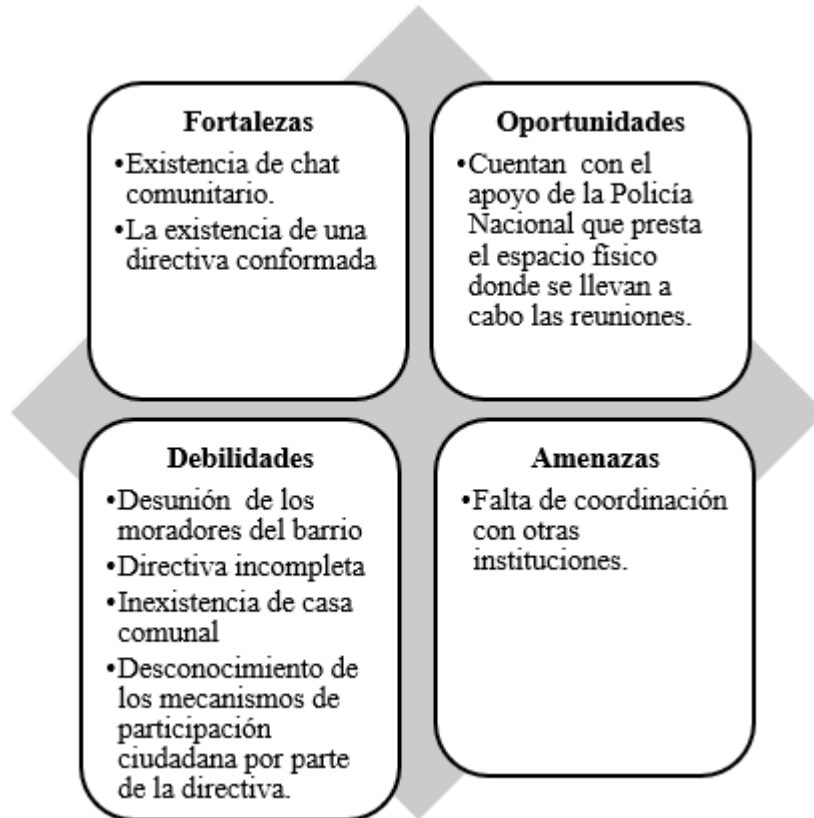 Fortalezas
•Existencia de chat
comunitario.
•La existencia de una
directiva conformada
Oportunidades
•Cuentan  con el
apoyo de la Policía
Nacional que presta
el espacio físico
donde se llevan a
cabo las reuniones.
Debilidades
•Desunión  de los
moradores del barrio
•Directiva incompleta
•Inexistencia de casa
comunal
•Desconocimiento de
los mecanismos de
participación
ciudadana por parte
de la directiva.
Amenazas
•Falta de coordinación
con otras
instituciones.